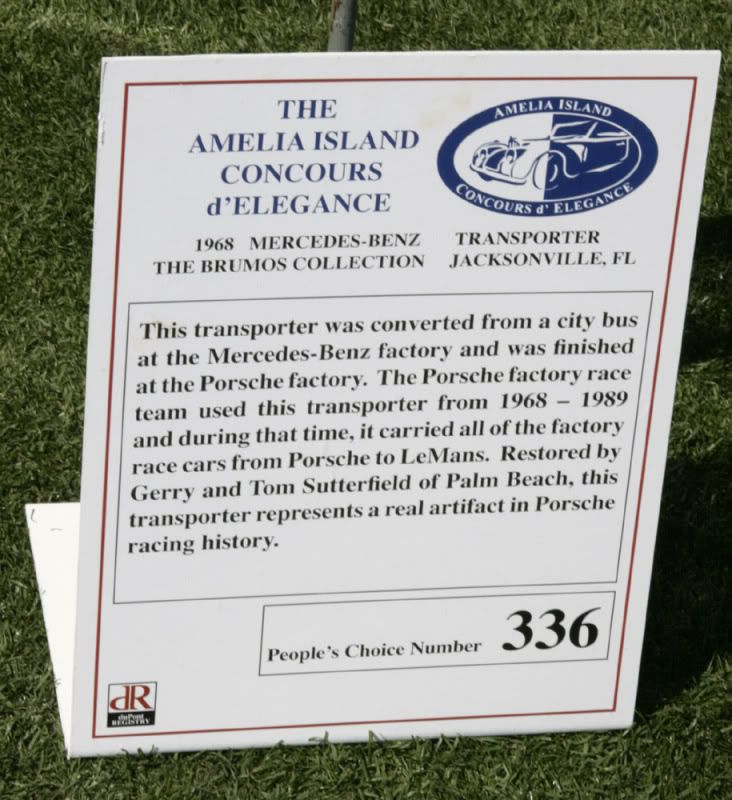 THE
AMELIA ISLAND
CONCOURS
d'ELEGANCE
AMELIA ISLAND
CONCOURS d' ELEGANCE
1968 MERCEDES-BENZ TRANSPORTER
THE BRUMOS COLLECTION JACKSONVILLE, FL
This transporter was converted from a city bus
at the Mercedes-Benz factory and was finished
at the Porsche factory. The Porsche factory race
team used this transporter from 1968 – 1989
and during that time, it carried all of the factory
race cars from Porsche to LeMans. Restored by
Gerry and Tom Sutterfield of Palm Beach, this
transporter represents a real artifact in Porsche
racing history.
People's Choice Number 336
dR
duPont
REGISTRY